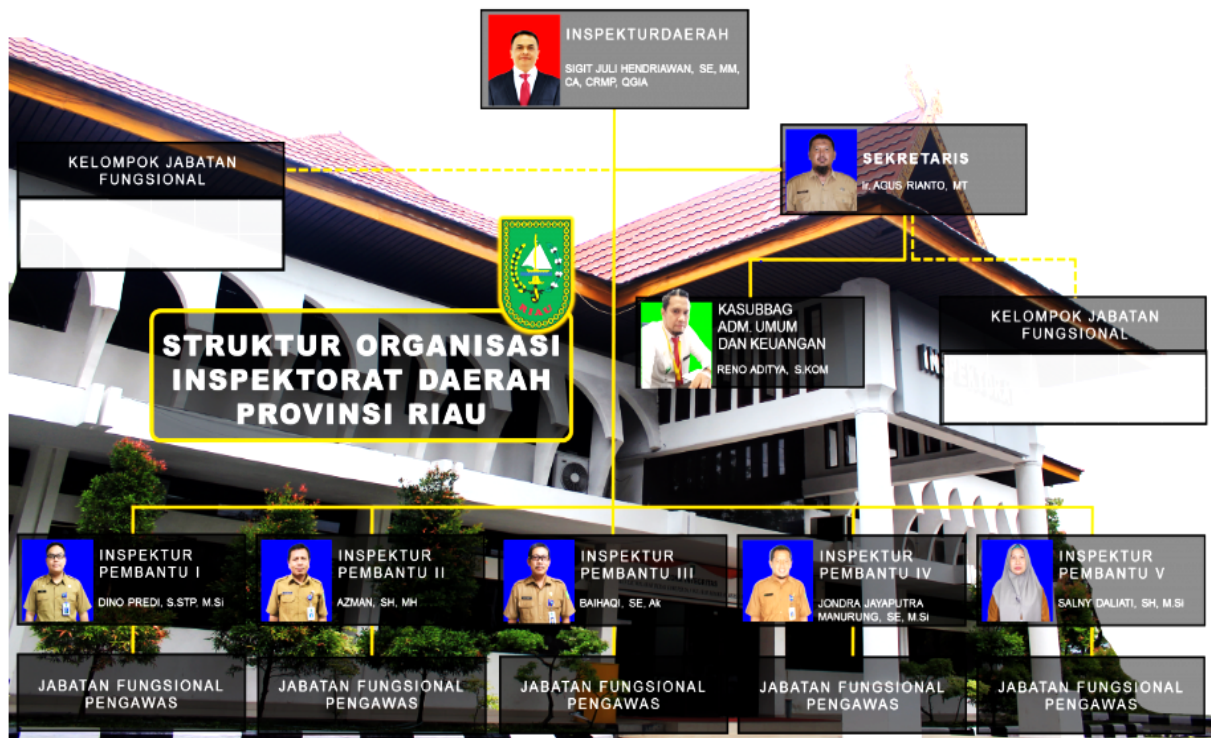 INSPEKTURDAERAH
SIGIT JULI HENDRIAWAN, SE, MM,
CA, CRMP, QGIA
KELOMPOK JABATAN
FUNGSIONAL
SEKRETARIS
Ir. AGUS RIANTO, MT
RIAU
STRUKTUR ORGANISASI
INSPEKTORAT DAERAH
PROVINSI RIAU
KASUBBAG
ADM. UMUM
DAN KEUANGAN
RENO ADITYA, S.KOM
KELOMPOK JABATAN
FUNGSIONAL
INSPEKTUR
PEMBANTU I
DINO PREDI, S.STP, M.Si
INSPEKTUR
PEMBANTU II
AZMAN, SH, MH
INSPEKTUR
PEMBANTU III
BAIHAQI, SE, Ak
INSPEKTUR
PEMBANTU IV
JONDRA JAYAPUTRA
MANURUNG, SE, M.Si
INSPEKTUR
PEMBANTU V
SALNY DALIATI, SH, M.Si
JABATAN FUNGSIONAL
PENGAWAS
JABATAN FUNGSIONAL
PENGAWAS
JABATAN FUNGSIONAL
PENGAWAS
JABATAN FUNGSIONAL
PENGAWAS
JABATAN FUNGSIONAL
PENGAWAS